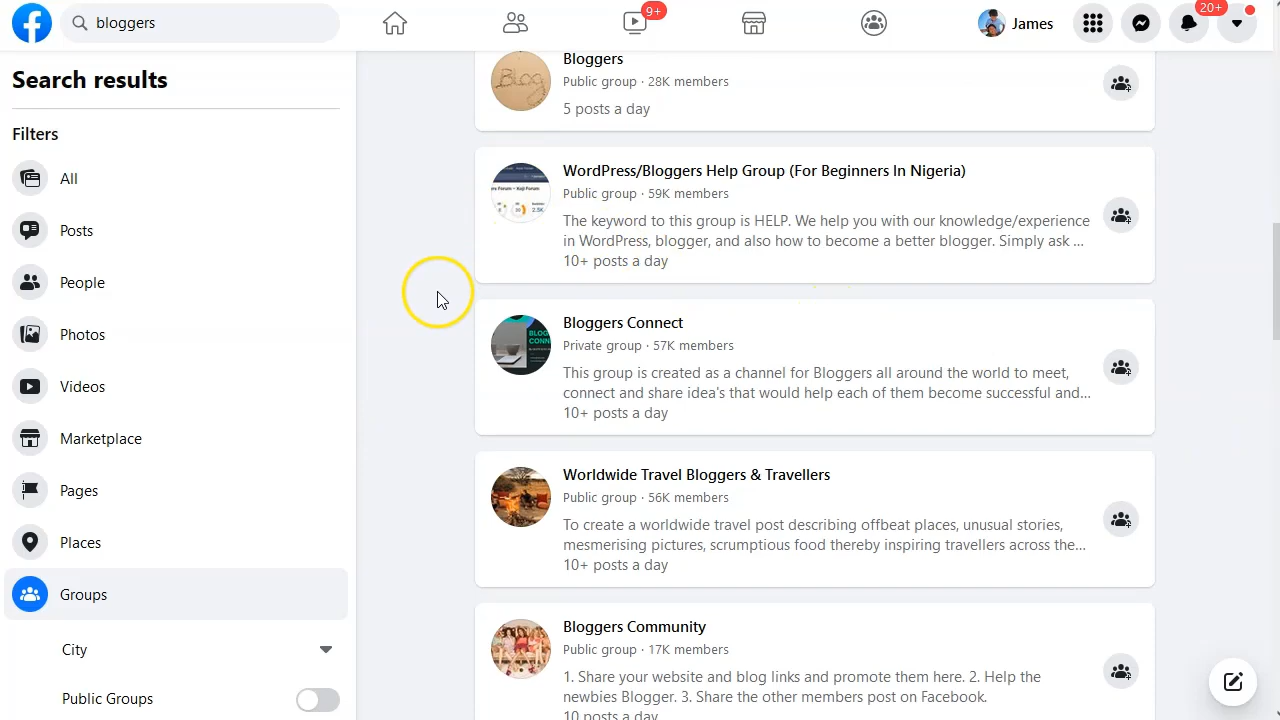 bloggers
9+
James
20+
Search results
Filters
All
Posts
People
Photos
Videos
Marketplace
Pages
Places
Groups
City
Public Groups
Bloggers
Public group · 28K members
5 posts a day
Blog
WordPress/Bloggers Help Group (For Beginners In Nigeria)
Public group · 59K members
The keyword to this group is HELP. We help you with our knowledge/experience
in WordPress, blogger, and also how to become a better blogger. Simply ask ...
10+ posts a day
Bloggers Connect
Private group · 57K members
This group is created as a channel for Bloggers all around the world to meet,
connect and share idea's that would help each of them become successful and...
10+ posts a day
Worldwide Travel Bloggers & Travellers
Public group · 56K members
To create a worldwide travel post describing offbeat places, unusual stories,
mesmerising pictures, scrumptious food thereby inspiring travellers across the...
10+ posts a day
Bloggers Community
Public group · 17K members
1. Share your website and blog links and promote them here. 2. Help the
newbies Blogger. 3. Share the other members post on Facebook.
10 posts a day